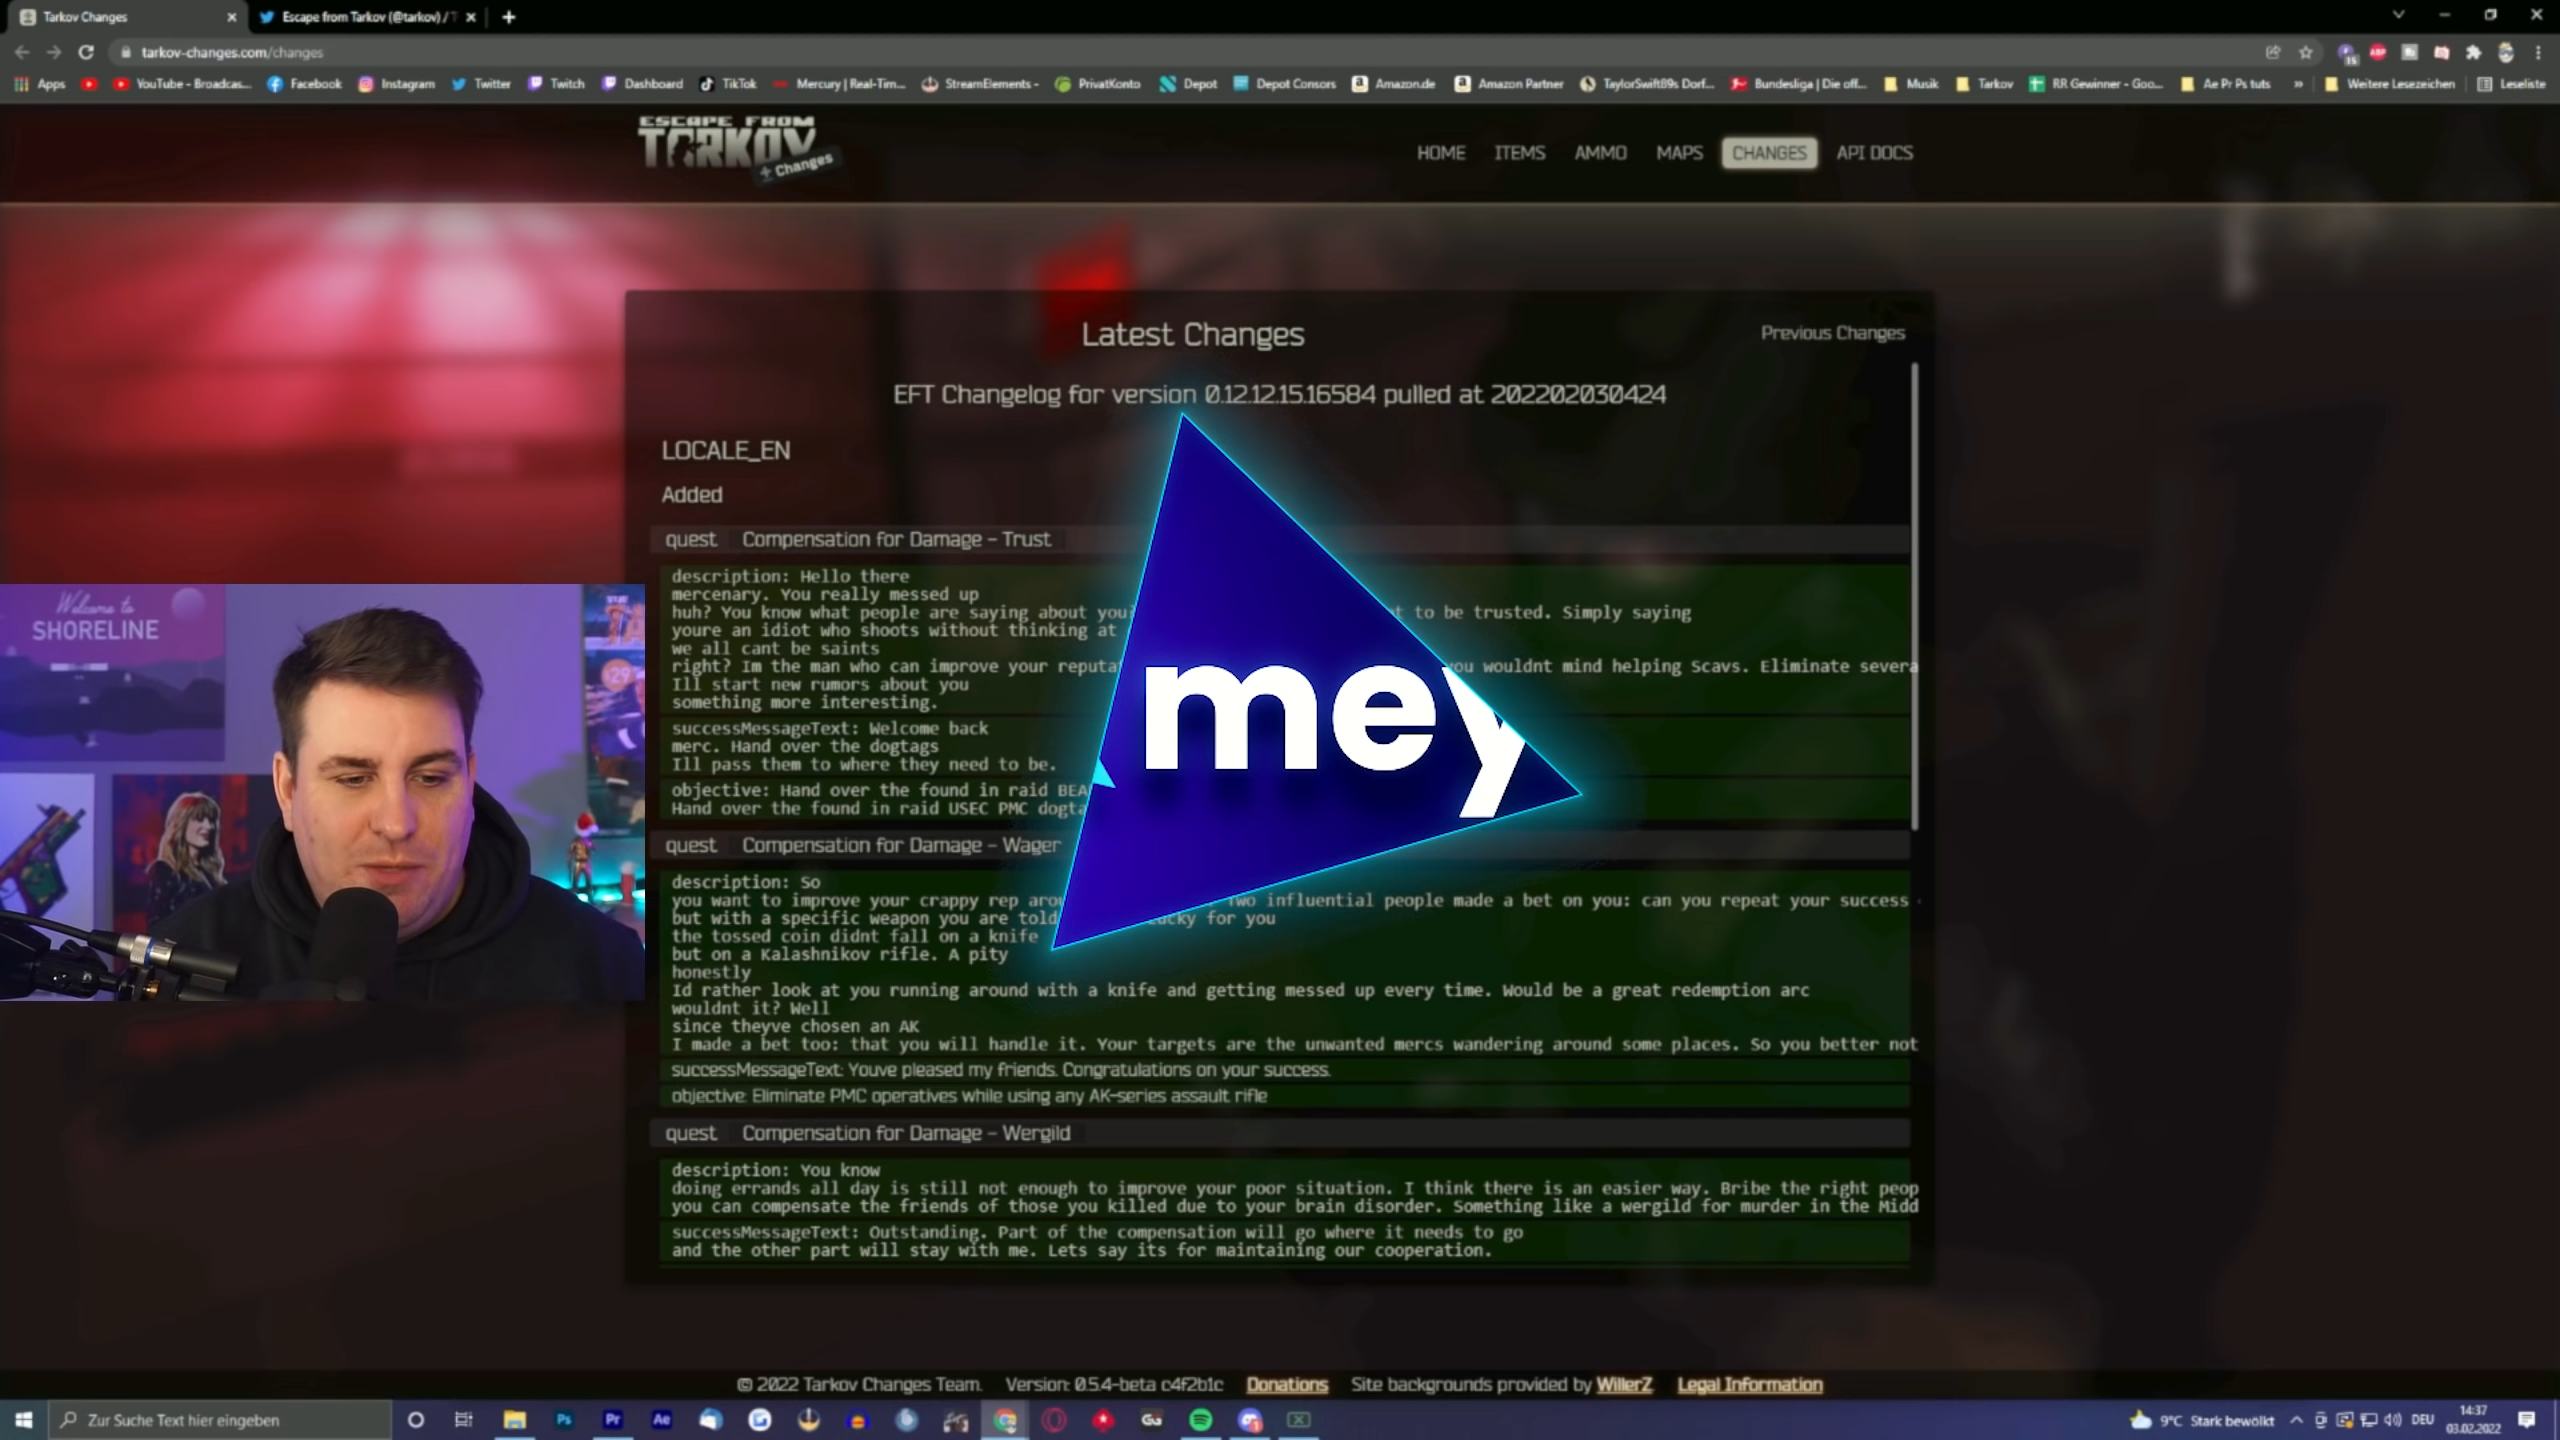 Tarkov Changes
Escape from Tarkov (@tarkov) / T
tarkov-changes.com/changes
Apps
YouTube - Broadcas...
Facebook
Instagram
Twitter
Twitch
Dashboard
TikTok
Mercury | Real-Tim...
StreamElements -
PrivatKonto
Depot
Depot Consors
Amazon.de
Amazon Partner
TaylorSwift89s Dorf...
Bundesliga | Die off...
Musik
Tarkov
RR Gewinner - Goo...
Ae Pr Ps tuts
»
Weitere Lesezeichen
Leseliste
ESCAPE FROM
TARKOV
+ Changes
HOME ITEMS AMMO MAPS CHANGES API DOCS
Latest Changes
Previous Changes
EFT Changelog for version 0.12.12.15.16584 pulled at 202202030424
LOCALE_EN
Added
quest Compensation for Damage - Trust
description: Hello there
mercenary. You really messed up
huh? You know what people are saying about you? to be trusted. Simply saying
youre an idiot who shoots without thinking at
we all cant be saints
right? Im the man who can improve your reputa you wouldnt mind helping Scavs. Eliminate severa
Ill start new rumors about you
something more interesting.
successMessageText: Welcome back
merc. Hand over the dogtags
Ill pass them to where they need to be.
objective: Hand over the found in raid BEA
Hand over the found in raid USEC PMC dogta
mey
quest Compensation for Damage - Wager
description: So
you want to improve your crappy rep arou Two influential people made a bet on you: can you repeat your success
but with a specific weapon you are told ucky for you
the tossed coin didnt fall on a knife
but on a Kalashnikov rifle. A pity
honestly
Id rather look at you running around with a knife and getting messed up every time. Would be a great redemption arc
wouldnt it? Well
since theyve chosen an AK
I made a bet too: that you will handle it. Your targets are the unwanted mercs wandering around some places. So you better not
successMessageText: Youve pleased my friends. Congratulations on your success.
objective: Eliminate PMC operatives while using any AK-series assault rifle
quest Compensation for Damage - Wergild
description: You know
doing errands all day is still not enough to improve your poor situation. I think there is an easier way. Bribe the right peop
you can compensate the friends of those you killed due to your brain disorder. Something like a wergild for murder in the Midd
successMessageText: Outstanding. Part of the compensation will go where it needs to go
and the other part will stay with me. Lets say its for maintaining our cooperation.
Welcome to
SHORELINE
© 2022 Tarkov Changes Team. Version: 0.5.4-beta c4f2b1c Donations Site backgrounds provided by WillerZ Legal Information
Zur Suche Text hier eingeben
Ps
Pr
Ae
9°C Stark bewölkt
DEU
14:37
03.02.2022